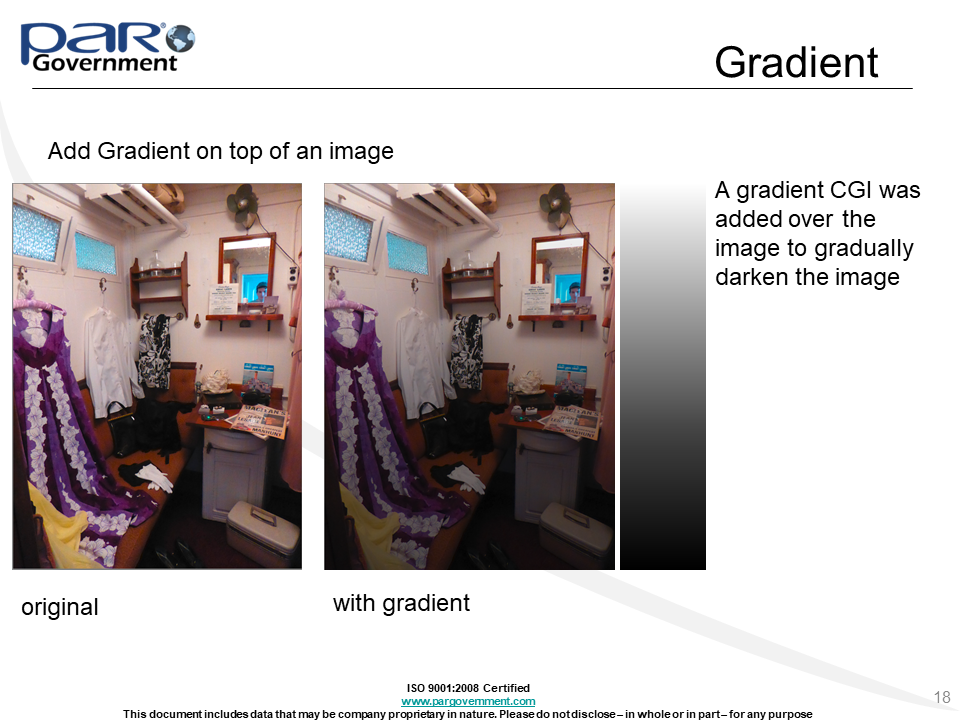 PAR® Government
Gradient
Add Gradient on top of an image
A gradient CGI was
added over the
image to gradually
darken the image
MANHUNT
original
with gradient
ISO 9001:2008 Certified
www.pargovernment.com
This document includes data that may be company proprietary in nature. Please do not disclose – in whole or in part – for any purpose
18